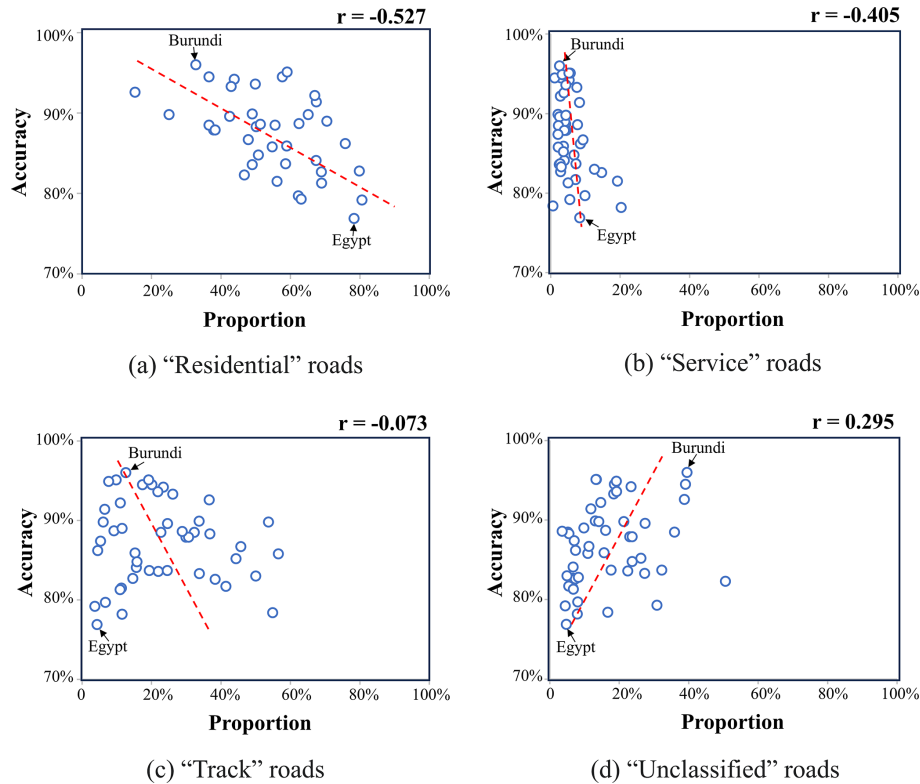 r = -0.527
100%
90%
80%
70%
Accuracy
Burundi
Egypt
0 20% 40% 60% 80% 100%
Proportion
(a) “Residential” roads
r = -0.405
100%
90%
80%
70%
Accuracy
Burundi
Egypt
0 20% 40% 60% 80% 100%
Proportion
(b) “Service” roads
r = -0.073
100%
90%
80%
70%
Accuracy
Burundi
Egypt
0 20% 40% 60% 80% 100%
Proportion
(c) “Track” roads
r = 0.295
100%
90%
80%
70%
Accuracy
Burundi
Egypt
0 20% 40% 60% 80% 100%
Proportion
(d) “Unclassified” roads